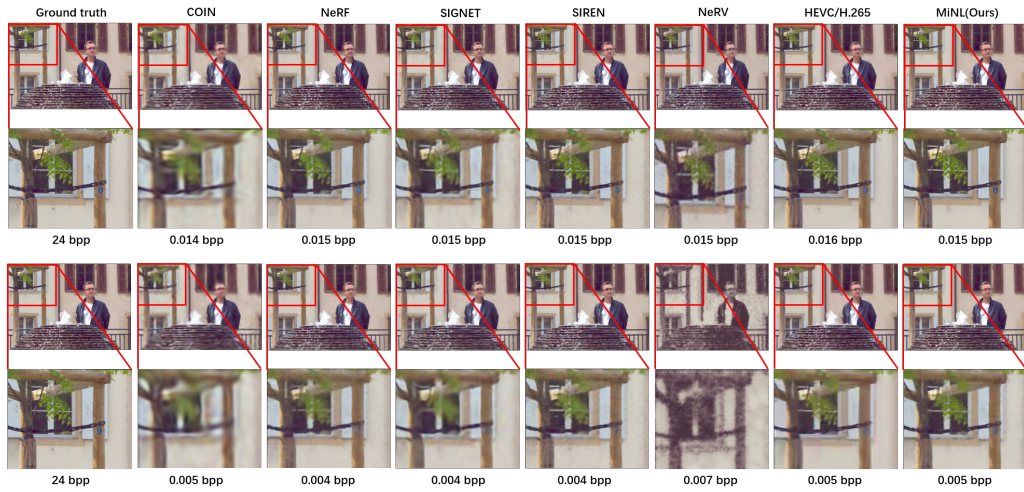 Ground truth COIN NeRF SIGNET SIREN NeRV HEVC/H.265 MiNL(Ours)
24 bpp 0.014 bpp 0.015 bpp 0.015 bpp 0.015 bpp 0.015 bpp 0.016 bpp 0.015 bpp
24 bpp 0.005 bpp 0.004 bpp 0.004 bpp 0.004 bpp 0.007 bpp 0.005 bpp 0.005 bpp